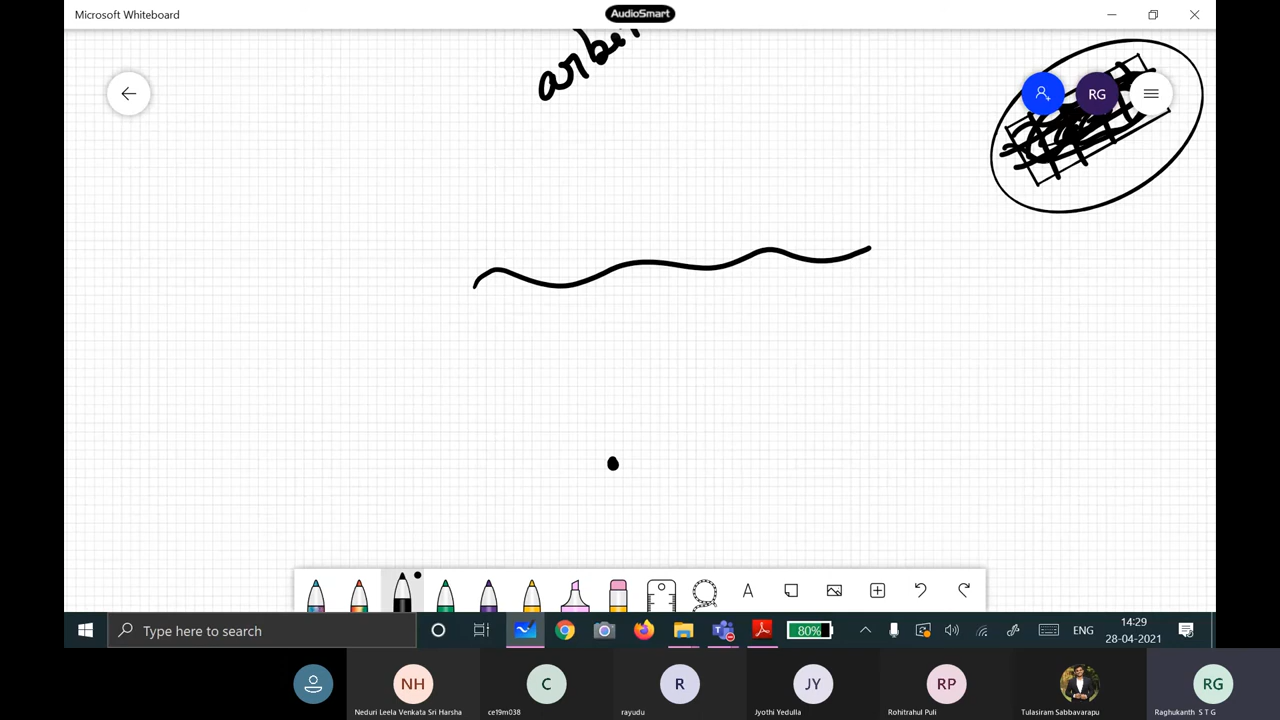 Microsoft Whiteboard
AudioSmart
RG
A
Type here to search
80%
ENG
14:29
28-04-2021
NH
C
R
JY
RP
RG
Neduri Leela Venkata Sri Harsha
ce19m038
rayudu
Jyothi Yedulla
Rohitrahul Puli
Tulasiram Sabbavarapu
Raghukanth S T G